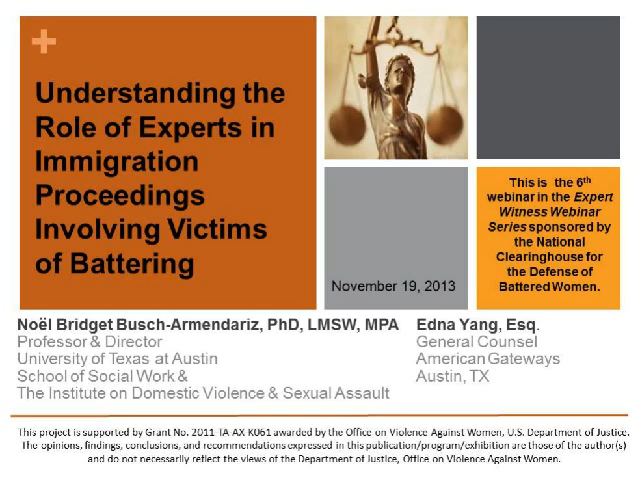 +
Understanding the
Role of Experts in
Immigration
Proceedings
Involving Victims
of Battering
November 19, 2013
This is the 6th
webinar in the Expert
Witness Webinar
Series sponsored by
the National
Clearinghouse for
the Defense of
Battered Women.
Noël Bridget Busch-Armendariz, PhD, LMSW, MPA
Professor & Director
University of Texas at Austin
School of Social Work &
The Institute on Domestic Violence & Sexual Assault
Edna Yang, Esq.
General Counsel
American Gateways
Austin, TX
This project is supported by Grant No. 2011-TA-AX-K061 awarded by the Office on Violence Against Women, U.S. Department of Justice.
The opinions, findings, conclusions, and recommendations expressed in this publication/program/exhibition are those of the author(s)
and do not necessarily reflect the views of the Department of Justice, Office on Violence Against Women.